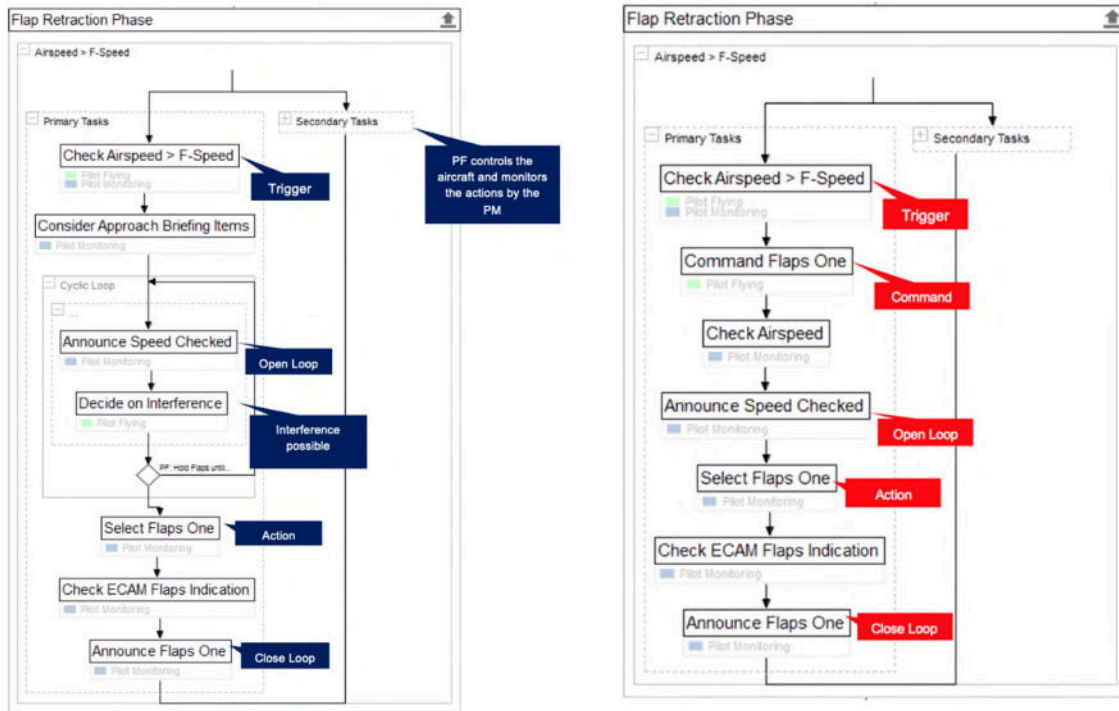 Flap Retraction Phase
Airspeed > F-Speed
Primary Tasks
Secondary Tasks
Check Airspeed > F-Speed
Pilot Flying
Pilot Monitoring
Trigger
PF controls the
aircraft and monitors
the actions by the
PM
Consider Approach Briefing Items
Pilot Monitoring
Cyclic Loop
...
Announce Speed Checked
Pilot Monitoring
Open Loop
Decide on Interference
Pilot Flying
Interference
possible
PF: Hold Flaps until...
Select Flaps One
Pilot Monitoring
Action
Check ECAM Flaps Indication
Pilot Monitoring
Announce Flaps One
Pilot Monitoring
Close Loop
Flap Retraction Phase
Airspeed > F-Speed
Primary Tasks
Secondary Tasks
Check Airspeed > F-Speed
Pilot Flying
Pilot Monitoring
Trigger
Command Flaps One
Pilot Flying
Command
Check Airspeed
Pilot Monitoring
Announce Speed Checked
Pilot Monitoring
Open Loop
Select Flaps One
Pilot Monitoring
Action
Check ECAM Flaps Indication
Pilot Monitoring
Announce Flaps One
Pilot Monitoring
Close Loop